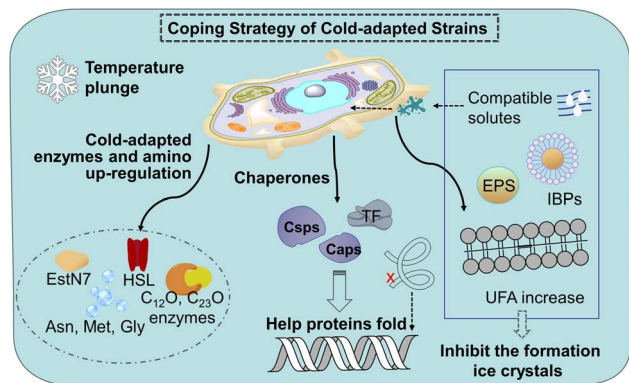 Coping Strategy of Cold-adapted Strains
Temperature
plunge
Compatible
solutes
Cold-adapted
enzymes and amino
up-regulation
Chaperones
EPS
IBPs
TF
Csps
Caps
X
EstN7
HSL
C12O, C23O
enzymes
Asn, Met, Gly
UFA increase
Help proteins fold
Inhibit the formation
ice crystals